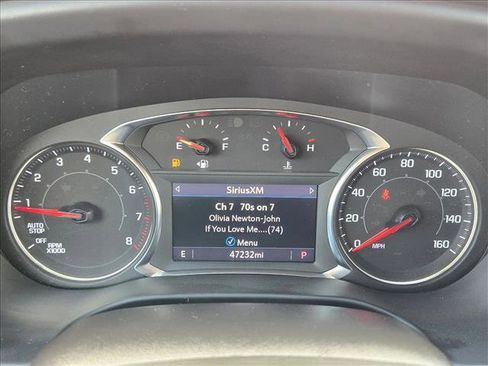 E F
C H
1 2 3 4 5 6 7 8
AUTO STOP
OFF
RPM X1000
SiriusXM
Ch 7 70s on 7
Olivia Newton-John
If You Love Me....(74)
Menu
E 47232mi P
0 20 40 60 80 100 120 140 160
MPH